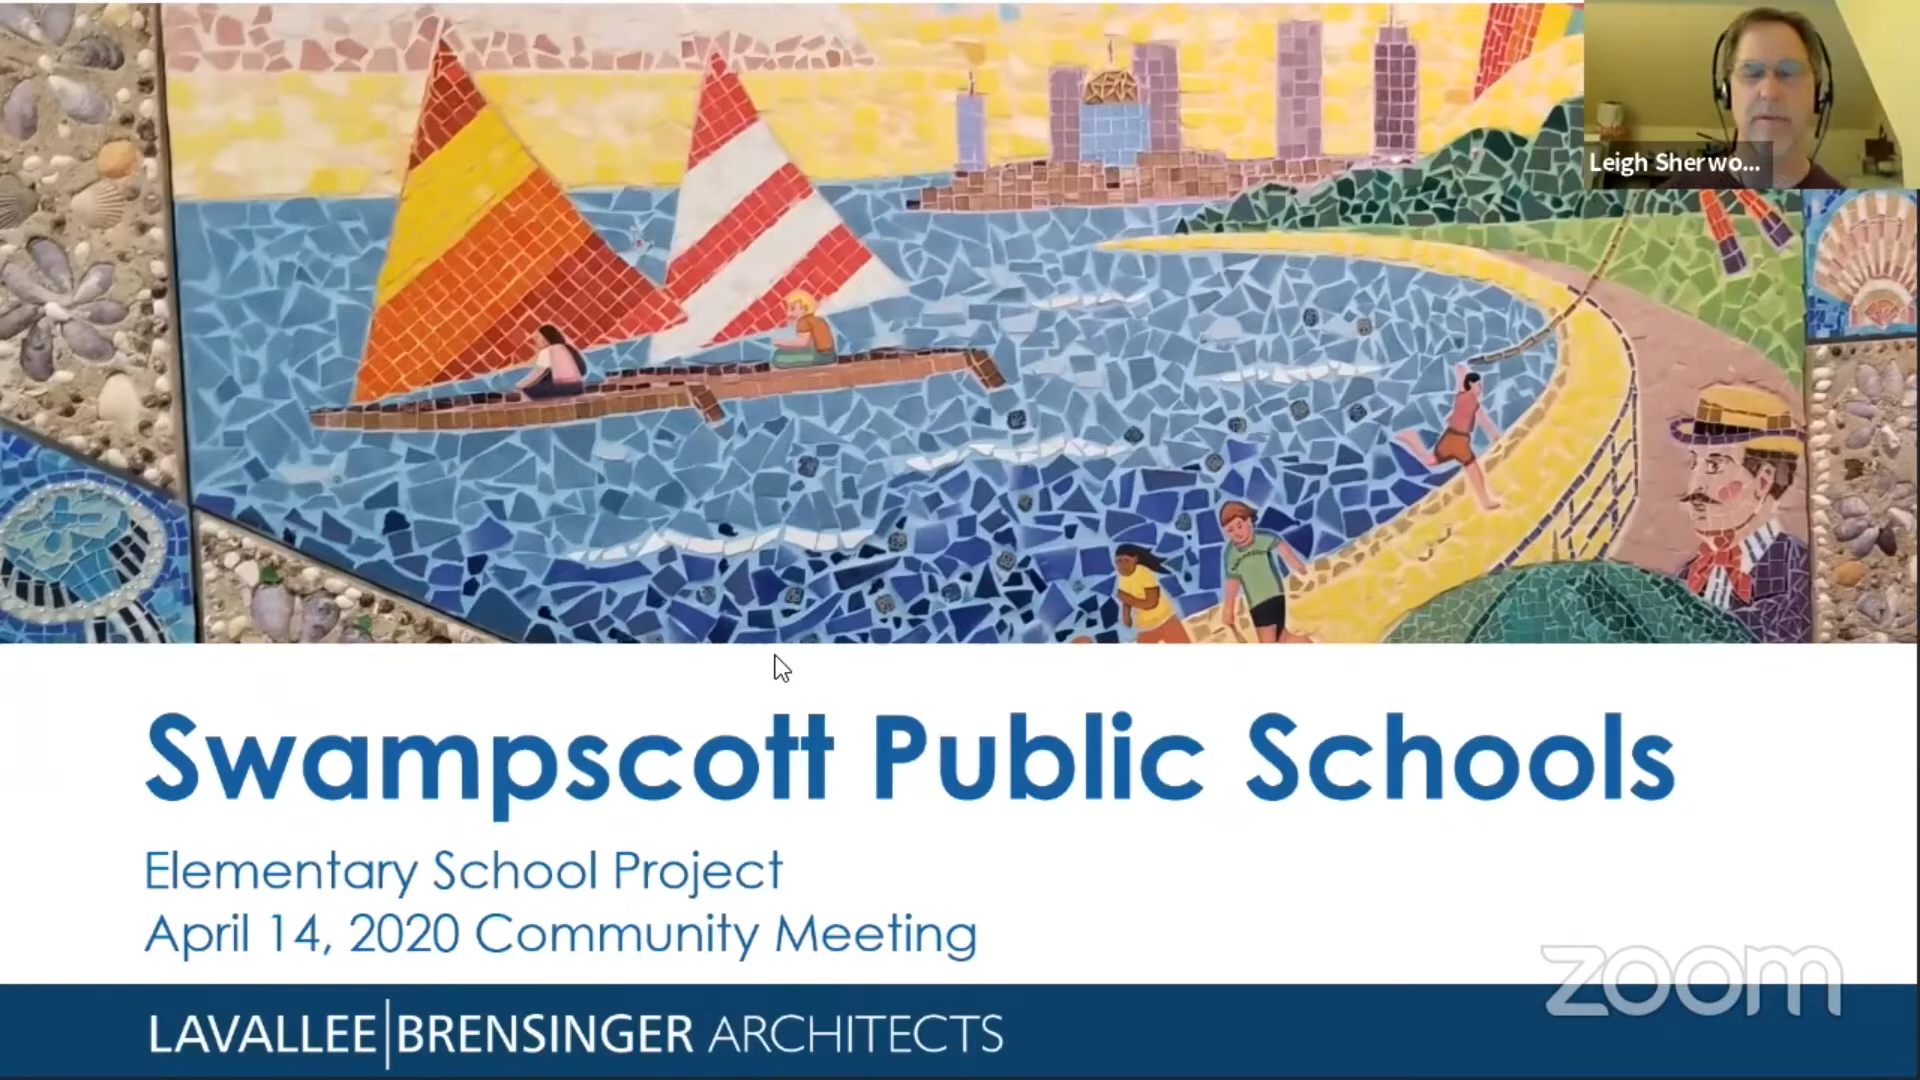 Leigh Sherwo...
Swampscott Public Schools
Elementary School Project
April 14, 2020 Community Meeting
zoom
LAVALLEE|BRENSINGER ARCHITECTS